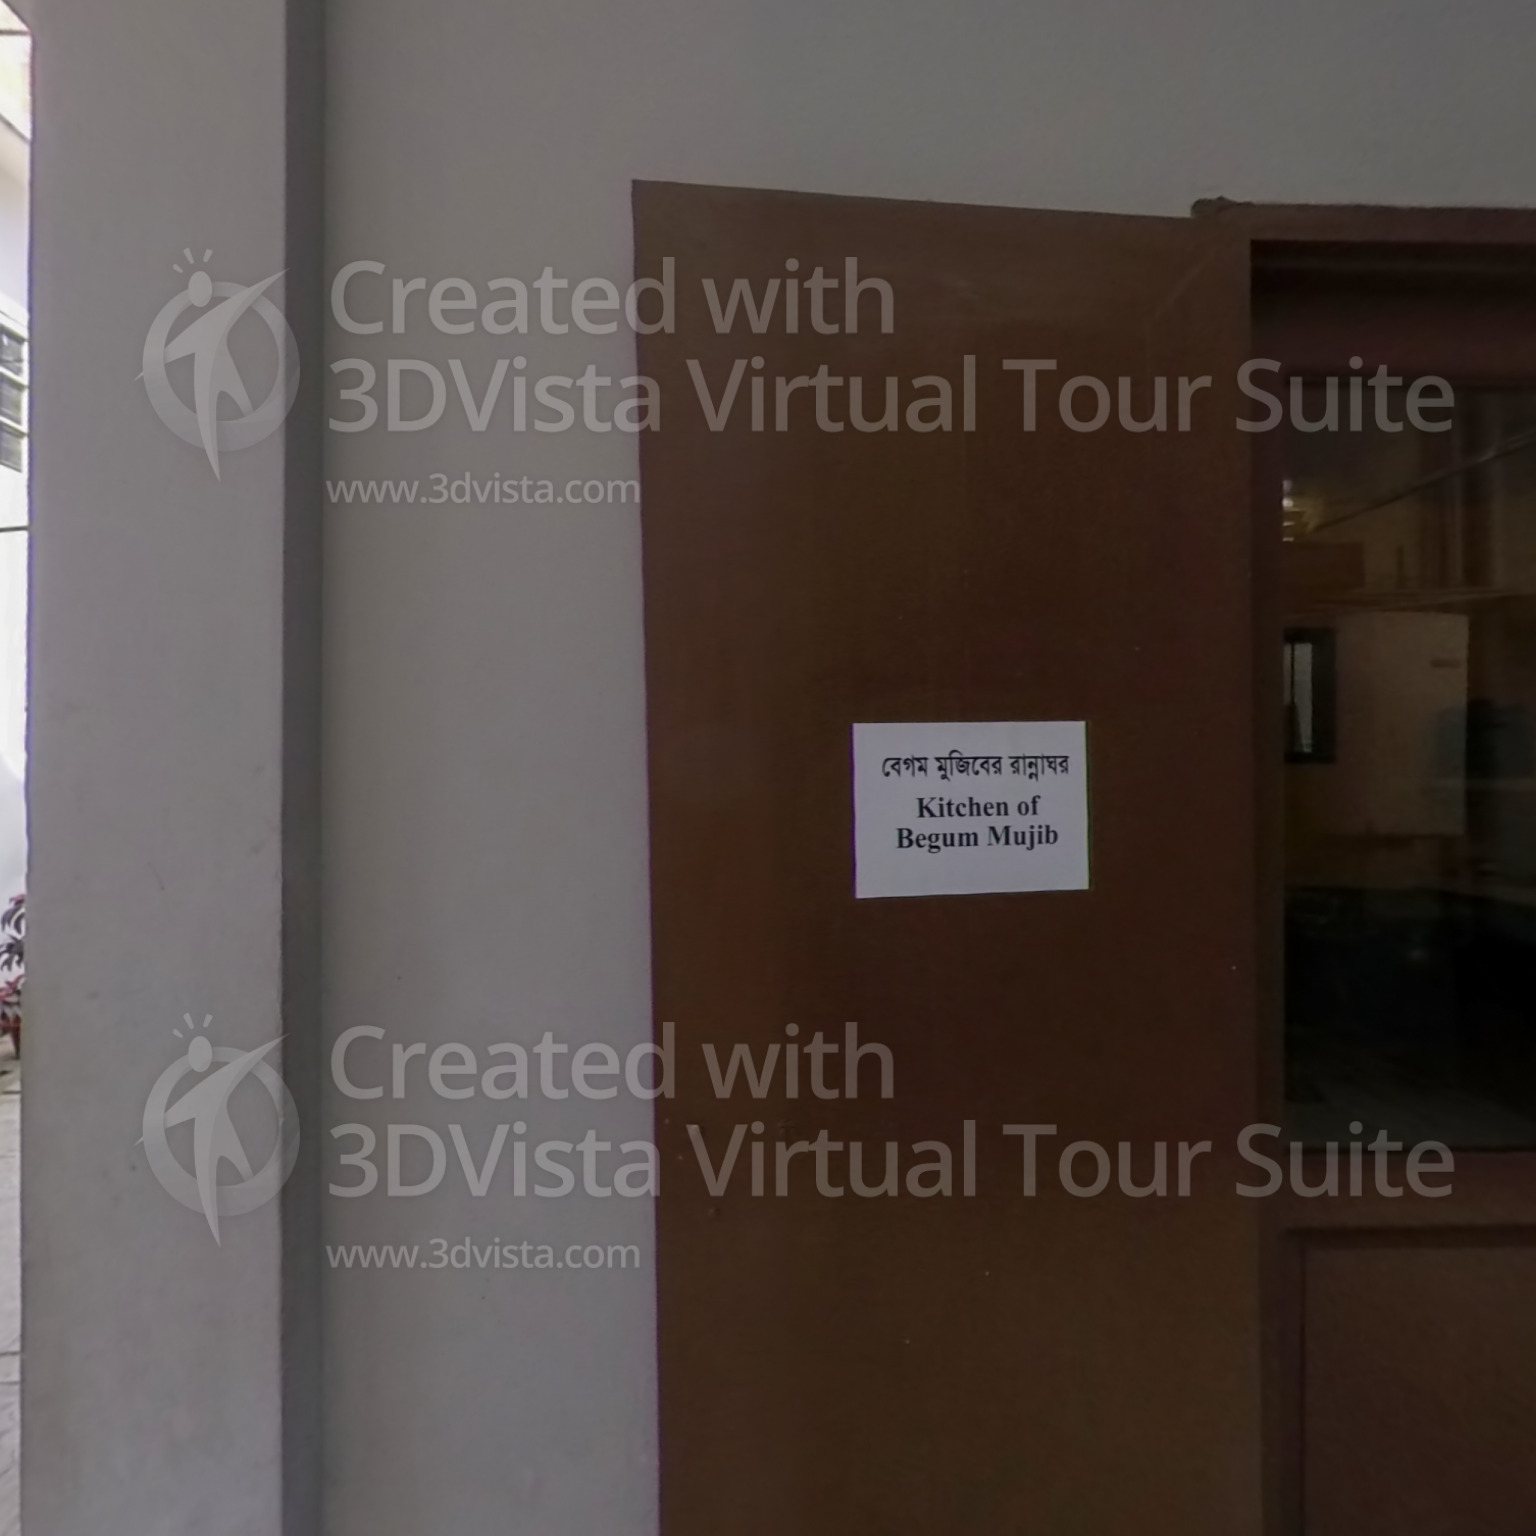 Created with
3DVista Virtual Tour Suite
www.3dvista.com
বেগম মুজিবের রান্নাঘর
Kitchen of
Begum Mujib
Created with
3DVista Virtual Tour Suite
www.3dvista.com